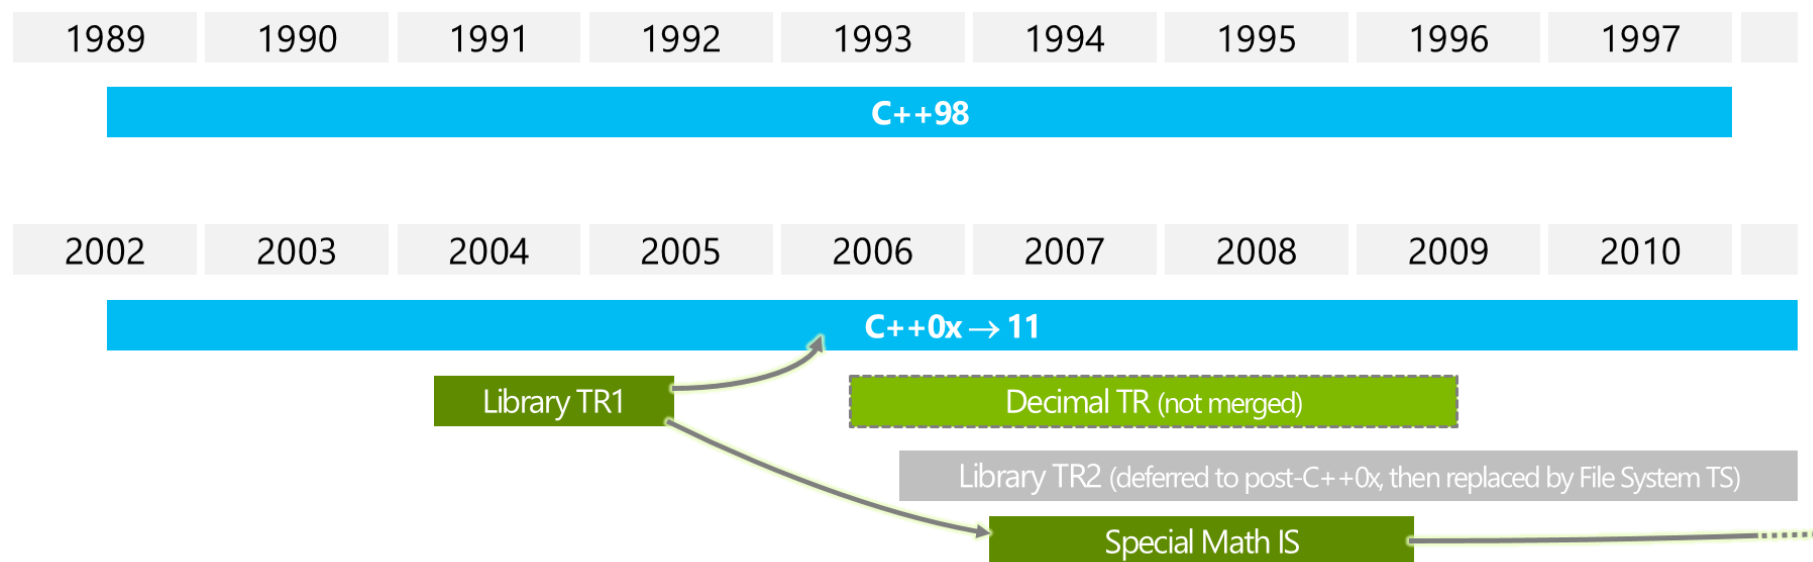 1989 1990 1991 1992 1993 1994 1995 1996 1997
C++98
2002 2003 2004 2005 2006 2007 2008 2009 2010
C++0x → 11
Library TR1
Decimal TR (not merged)
Library TR2 (deferred to post-C++0x, then replaced by File System TS)
Special Math IS